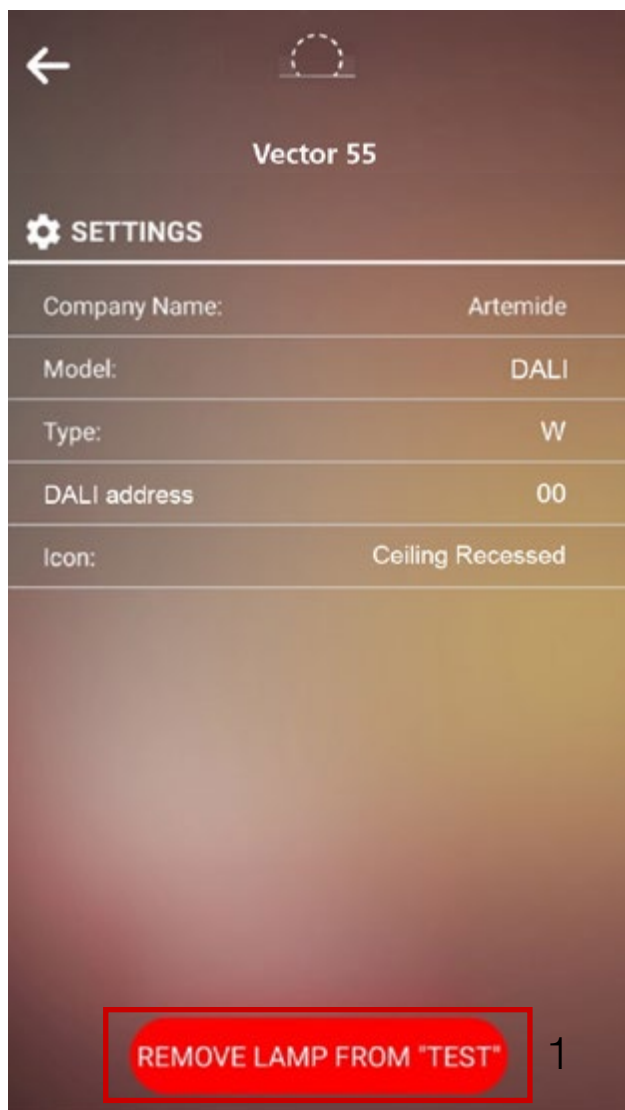 Vector 55
SETTINGS
Company Name: Artemide
Model: DALI
Type: W
DALI address 00
Icon: Ceiling Recessed
REMOVE LAMP FROM "TEST" 1